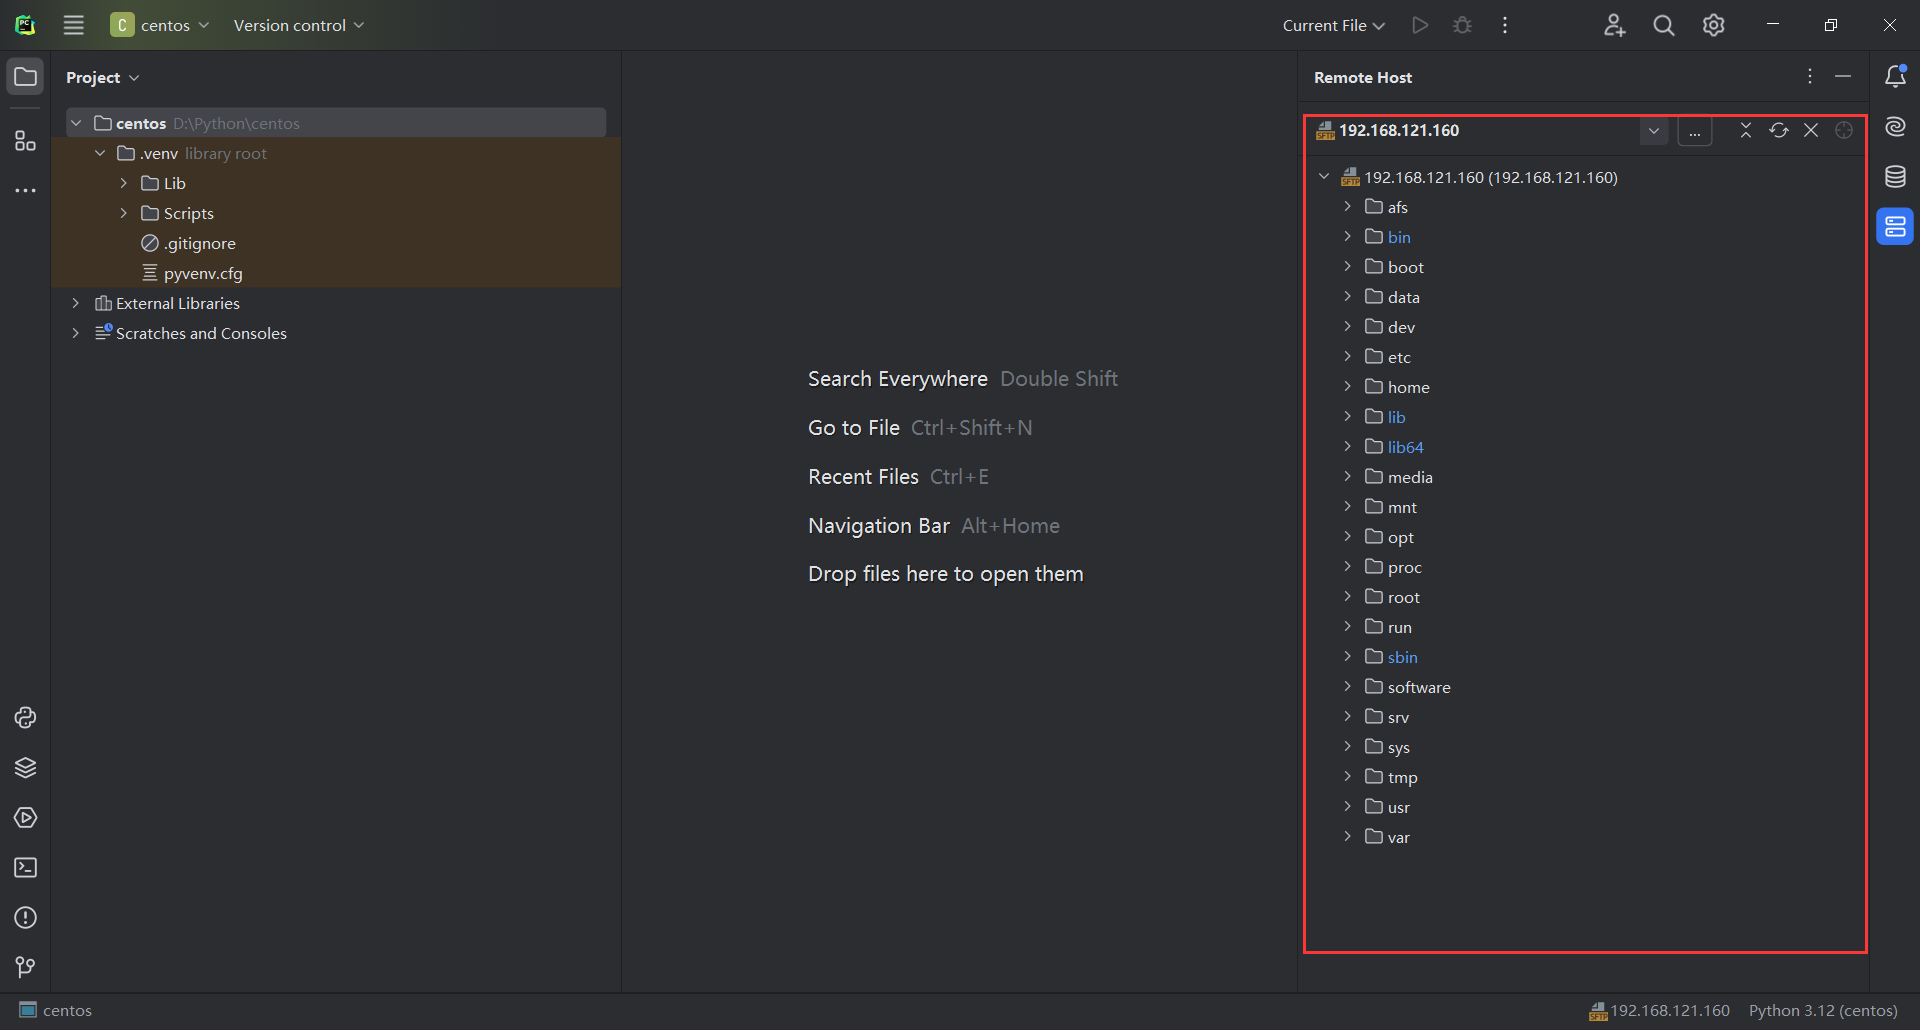 C centos Version control Current File
Project
centos D:\Python\centos
.venv library root
Lib
Scripts
.gitignore
pyvenv.cfg
External Libraries
Scratches and Consoles
Search Everywhere Double Shift
Go to File Ctrl+Shift+N
Recent Files Ctrl+E
Navigation Bar Alt+Home
Drop files here to open them
Remote Host
SFTP 192.168.121.160 ...
SFTP 192.168.121.160 (192.168.121.160)
afs
bin
boot
data
dev
etc
home
lib
lib64
media
mnt
opt
proc
root
run
sbin
software
srv
sys
tmp
usr
var
centos SFTP 192.168.121.160 Python 3.12 (centos)